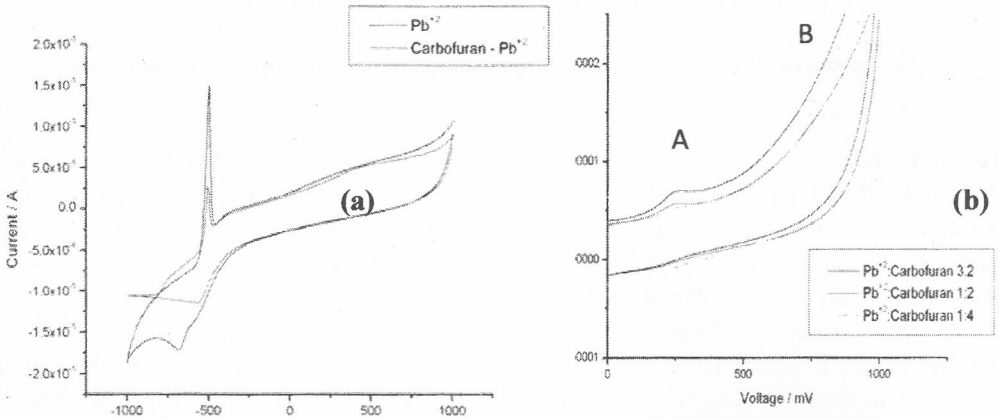 Pb⁺²
Carbofuran - Pb⁺²
2.0x10⁻⁵
1.5x10⁻⁵
1.0x10⁻⁵
5.0x10⁻⁶
0.0
-5.0x10⁻⁶
-1.0x10⁻⁵
-1.5x10⁻⁵
-2.0x10⁻⁵
Current / A
-1000 -500 0 500 1000
(a)
0002
0001
0000
0001
A
B
(b)
Pb⁺²:Carbofuran 3.2
Pb⁺²:Carbofuran 1:2
Pb⁺²:Carbofuran 1:4
0 500 1000
Voltage / mV